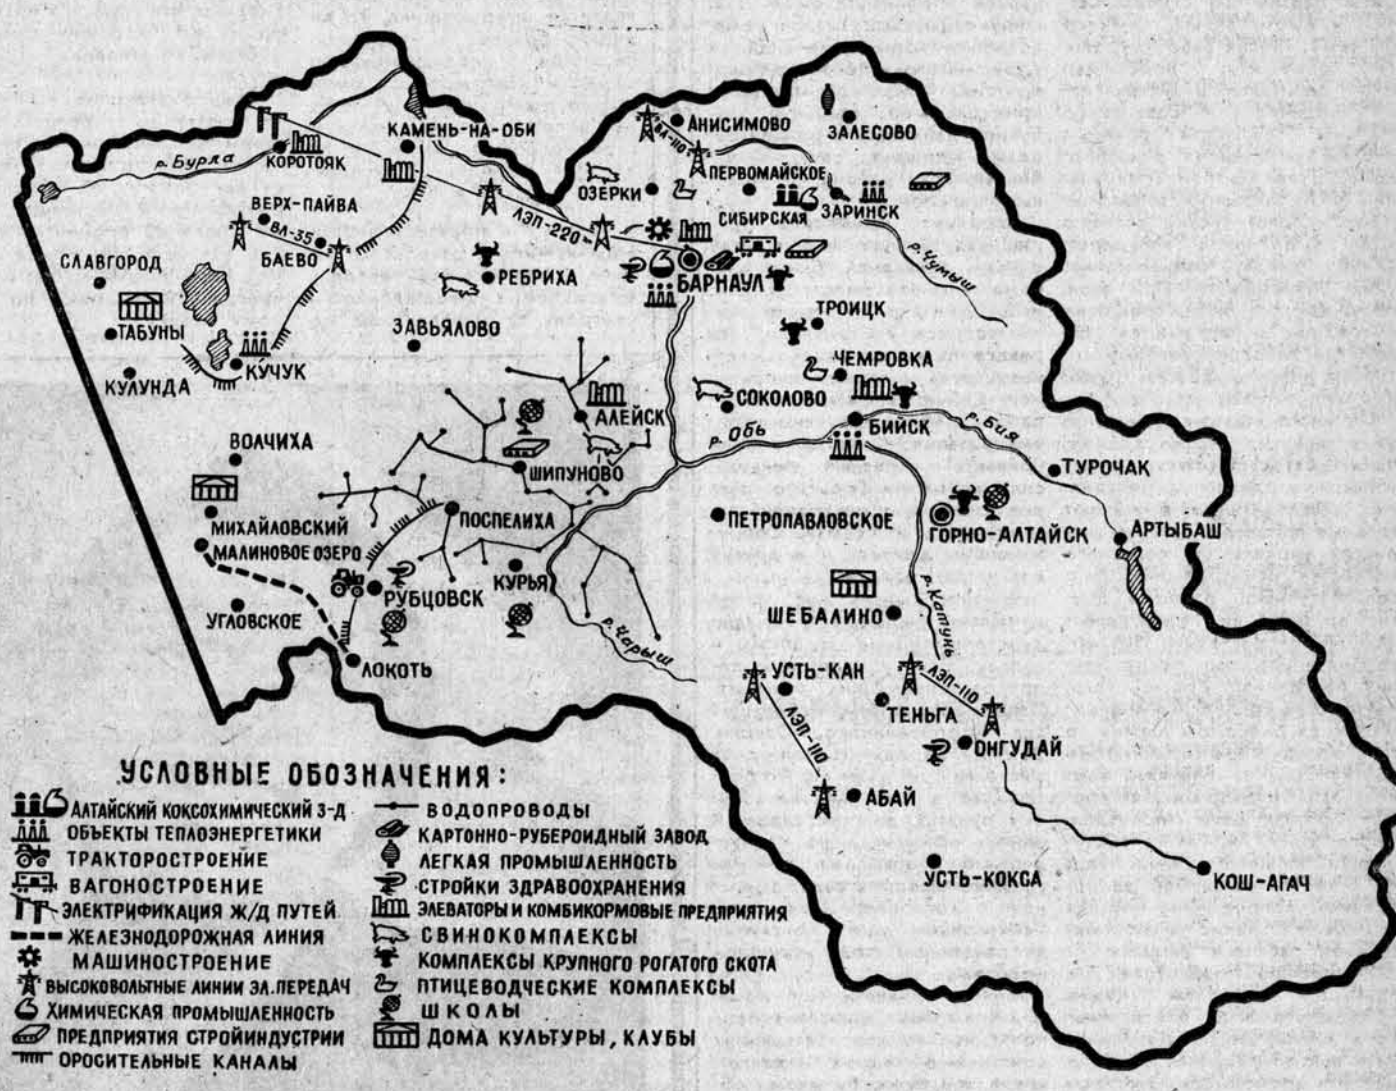 КАМЕНЬ-НА-ОБИ
ВЛ-110
АНИСИМОВО
ЗАЛЕСОВО
р. Бурла
КОРОТОЯК
ОЗЕРКИ
ПЕРВОМАЙСКОЕ
ВЕРХ-ПАЙВА
ЛЭП-220
СИБИРСКАЯ
ЗАРИНСК
ВЛ-35
БАЕВО
р. Чумыш
СЛАВГОРОД
РЕБРИХА
БАРНАУЛ
ТАБУНЫ
ЗАВЬЯЛОВО
ТРОИЦК
КУЛУНДА
КУЧУК
ЧЕМРОВКА
АЛЕЙСК
СОКОЛОВО
р. Обь
БИЙСК
р. Бия
ВОЛЧИХА
ШИПУНОВО
ТУРОЧАК
МИХАЙЛОВСКИЙ
ПОСПЕЛИХА
ПЕТРОПАВЛОВСКОЕ
ГОРНО-АЛТАЙСК
АРТЫБАШ
МАЛИНОВОЕ ОЗЕРО
КУРЬЯ
РУБЦОВСК
УГЛОВСКОЕ
ШЕБАЛИНО
р. Катунь
р. Чарыш
ЛОКОТЬ
УСТЬ-КАН
ЛЭП-110
ТЕНЬГА
ЛЭП-110
ОНГУДАЙ
АБАЙ
УСТЬ-КОКСА
КОШ-АГАЧ
УСЛОВНЫЕ ОБОЗНАЧЕНИЯ:
АЛТАЙСКИЙ КОКСОХИМИЧЕСКИЙ З-Д
ОБЪЕКТЫ ТЕПЛОЭНЕРГЕТИКИ
ТРАКТОРОСТРОЕНИЕ
ВАГОНОСТРОЕНИЕ
ЭЛЕКТРИФИКАЦИЯ Ж/Д ПУТЕЙ
ЖЕЛЕЗНОДОРОЖНАЯ ЛИНИЯ
МАШИНОСТРОЕНИЕ
ВЫСОКОВОЛЬТНЫЕ ЛИНИИ ЭЛ. ПЕРЕДАЧ
ХИМИЧЕСКАЯ ПРОМЫШЛЕННОСТЬ
ПРЕДПРИЯТИЯ СТРОЙИНДУСТРИИ
ОРОСИТЕЛЬНЫЕ КАНАЛЫ
ВОДОПРОВОДЫ
КАРТОННО-РУБЕРОИДНЫЙ ЗАВОД
ЛЕГКАЯ ПРОМЫШЛЕННОСТЬ
СТРОЙКИ ЗДРАВООХРАНЕНИЯ
ЭЛЕВАТОРЫ И КОМБИКОРМОВЫЕ ПРЕДПРИЯТИЯ
СВИНОКОМПЛЕКСЫ
КОМПЛЕКСЫ КРУПНОГО РОГАТОГО СКОТА
ПТИЦЕВОДЧЕСКИЕ КОМПЛЕКСЫ
ШКОЛЫ
ДОМА КУЛЬТУРЫ, КЛУБЫ